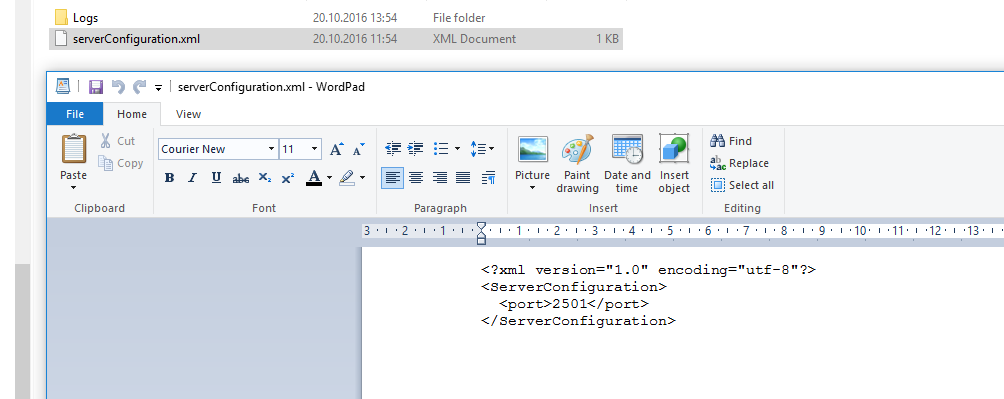 Logs 20.10.2016 13:54 File folder
serverConfiguration.xml 20.10.2016 11:54 XML Document 1 KB
serverConfiguration.xml - WordPad
File Home View
Paste Cut Copy
Clipboard
Courier New 11 A A
B I U abc X₂ X² A
Font
Paragraph
Picture Paint drawing Date and time Insert object
Insert
Find
Replace
Select all
Editing
3 2 1 1 2 3 4 5 6 7 8 9 10 11 12 13
<?xml version="1.0" encoding="utf-8"?>
<ServerConfiguration>
<port>2501</port>
</ServerConfiguration>